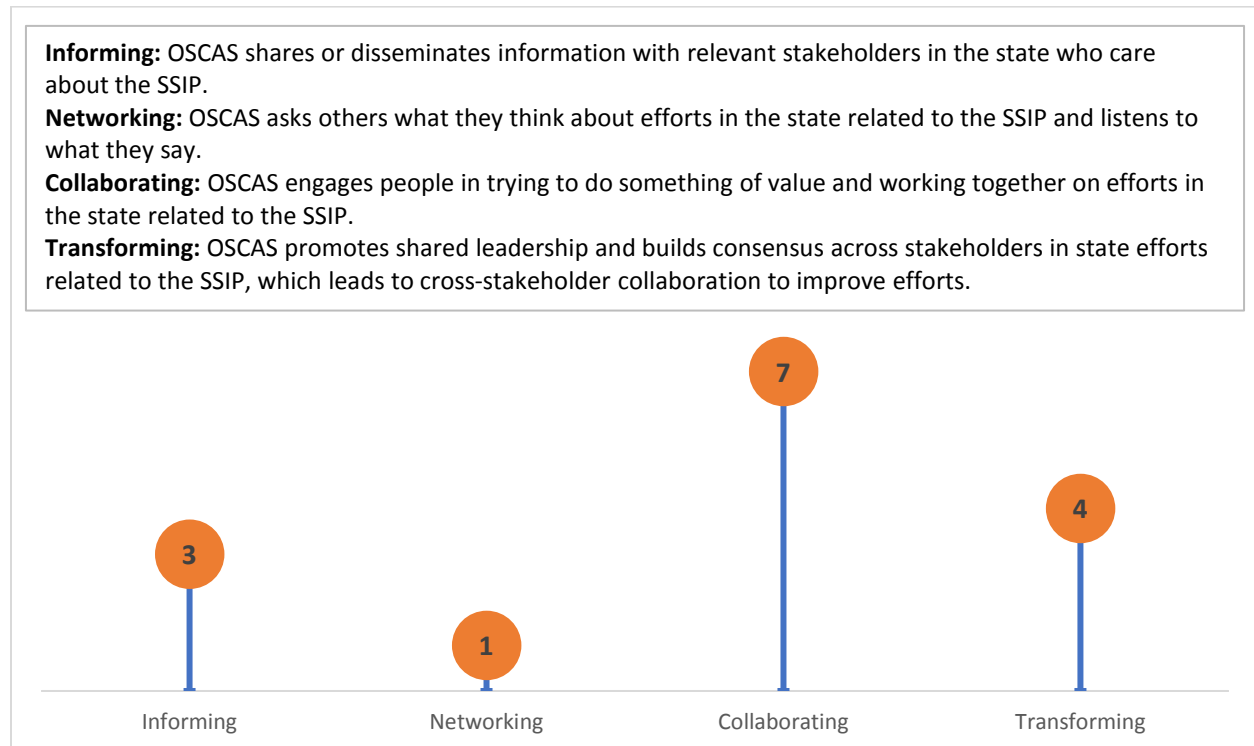 Informing: OSCAS shares or disseminates information with relevant stakeholders in the state who care
about the SSIP.
Networking: OSCAS asks others what they think about efforts in the state related to the SSIP and listens to
what they say.
Collaborating: OSCAS engages people in trying to do something of value and working together on efforts in
the state related to the SSIP.
Transforming: OSCAS promotes shared leadership and builds consensus across stakeholders in state efforts
related to the SSIP, which leads to cross-stakeholder collaboration to improve efforts.
7
4
3
1
Informing Networking Collaborating Transforming